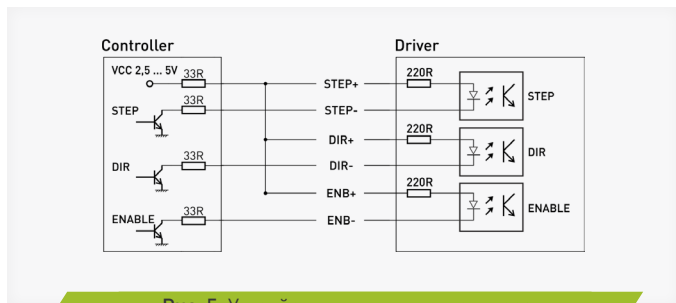 Controller
Driver
VCC 2,5 ... 5V
33R
STEP+
220R
STEP
33R
STEP-
STEP
DIR+
220R
DIR
33R
DIR-
DIR
ENB+
220R
ENABLE
33R
ENB-
ENABLE